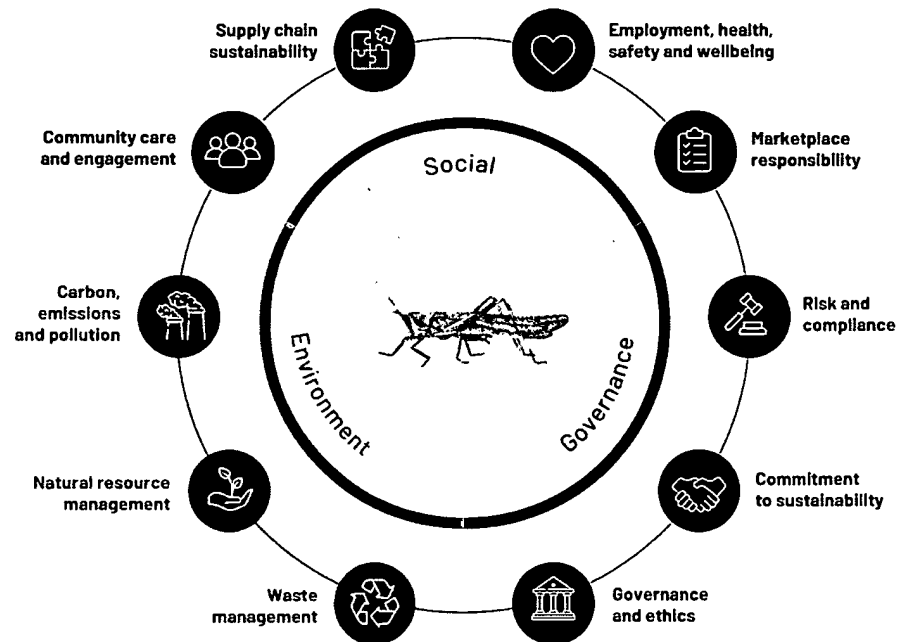 Supply chain
sustainability
Employment, health,
safety and wellbeing
Community care
and engagement
Marketplace
responsibility
Social
Carbon,
emissions
and pollution
Risk and
compliance
Environment
Governance
Natural resource
management
Commitment
to sustainability
Waste
management
Governance
and ethics